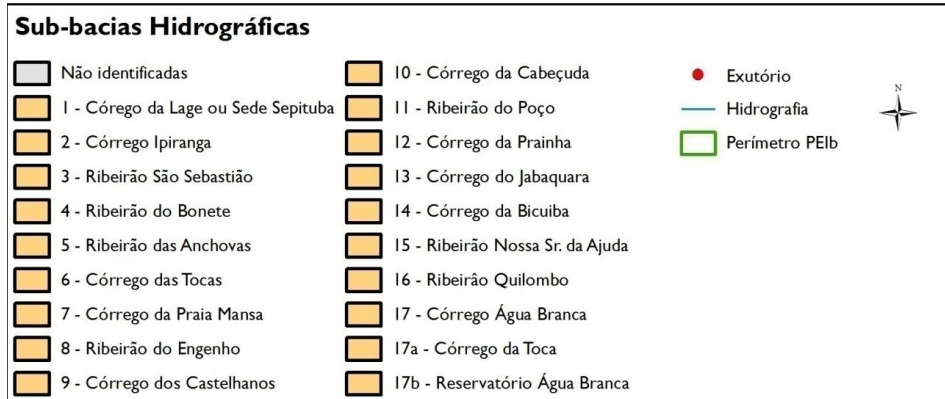 Sub-bacias Hidrográficas
Não identificadas
1 - Córego da Lage ou Sede Sepituba
2 - Córrego Ipiranga
3 - Ribeirão São Sebastião
4 - Ribeirão do Bonete
5 - Ribeirão das Anchovas
6 - Córrego das Tocas
7 - Córrego da Praia Mansa
8 - Ribeirão do Engenho
9 - Córrego dos Castelhanos
10 - Córrego da Cabeçuda
11 - Ribeirão do Poço
12 - Córrego da Prainha
13 - Córrego do Jabaquara
14 - Córrego da Bicuiba
15 - Ribeirão Nossa Sr. da Ajuda
16 - Ribeirâo Quilombo
17 - Córrego Água Branca
17a - Córrego da Toca
17b - Reservatório Água Branca
Exutório
Hidrografia
Perímetro PEIb
N